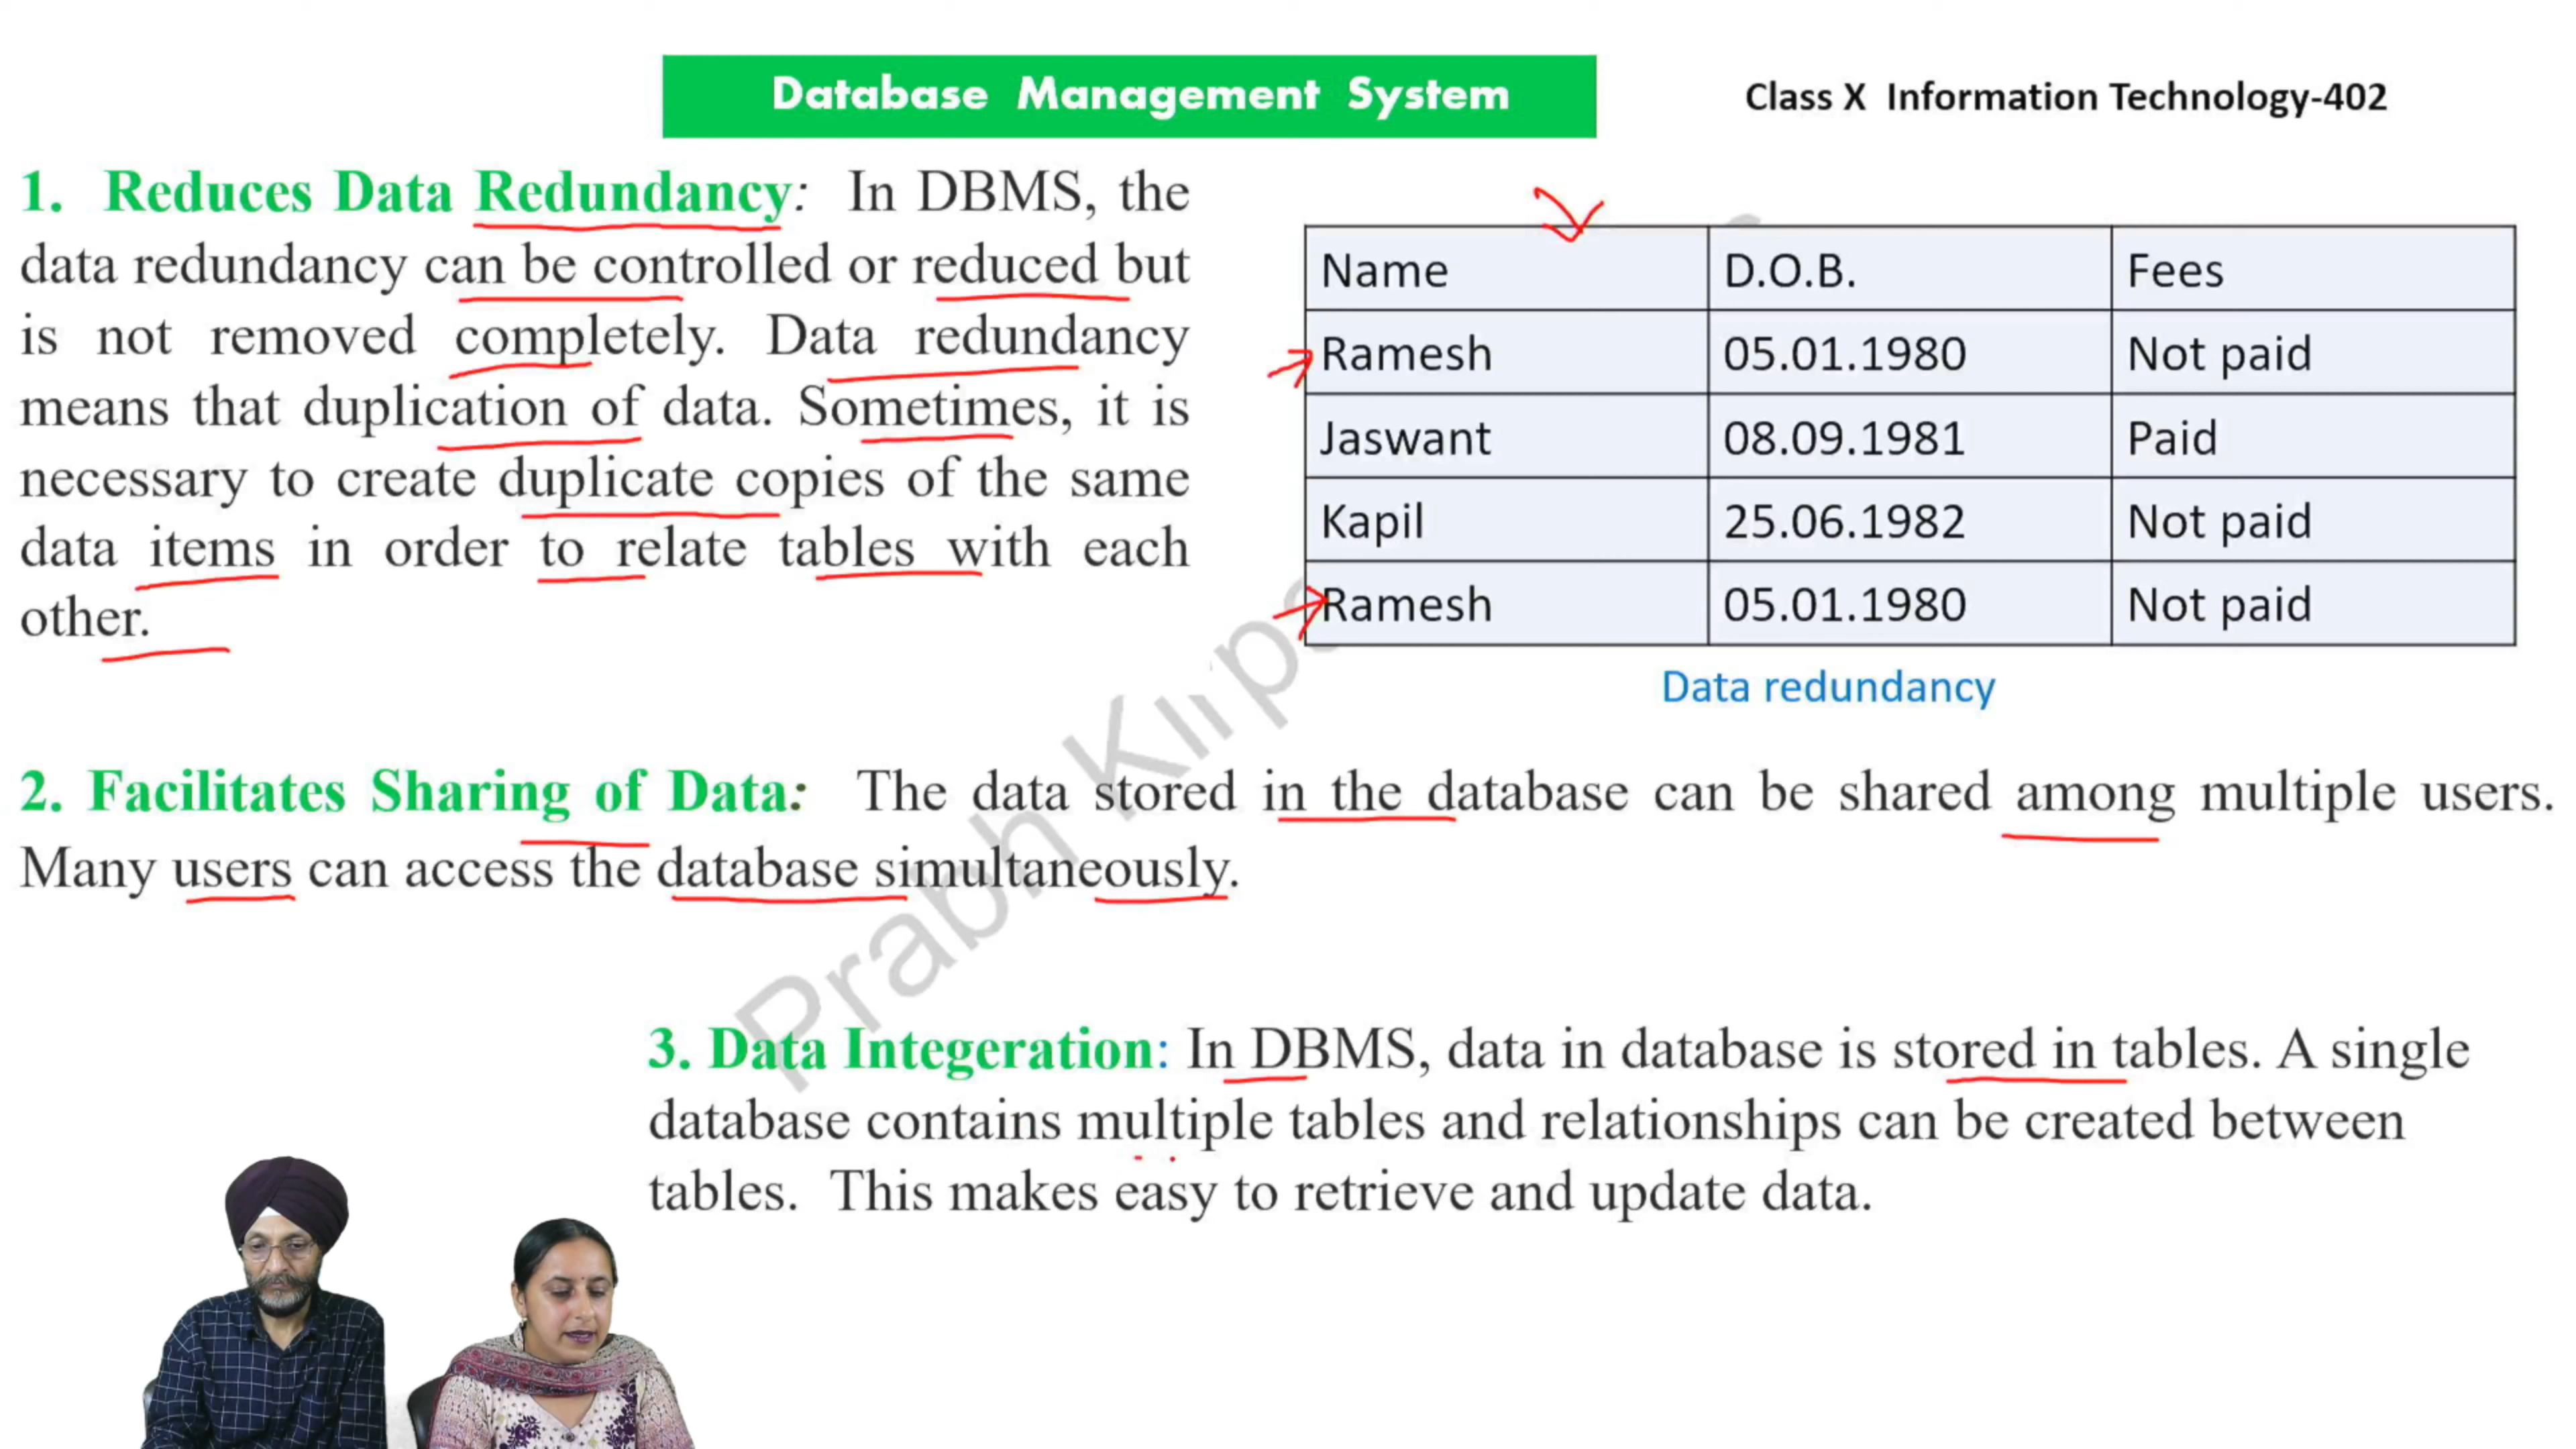 Database Management System
Class X Information Technology-402
1. Reduces Data Redundancy: In DBMS, the
data redundancy can be controlled or reduced but
is not removed completely. Data redundancy
means that duplication of data. Sometimes, it is
necessary to create duplicate copies of the same
data items in order to relate tables with each
other.
Name D.O.B. Fees
Ramesh 05.01.1980 Not paid
Jaswant 08.09.1981 Paid
Kapil 25.06.1982 Not paid
Ramesh 05.01.1980 Not paid
Data redundancy
2. Facilitates Sharing of Data: The data stored in the database can be shared among multiple users.
Many users can access the database simultaneously.
3. Data Integeration: In DBMS, data in database is stored in tables. A single
database contains multiple tables and relationships can be created between
tables. This makes easy to retrieve and update data.
Prabh Klips